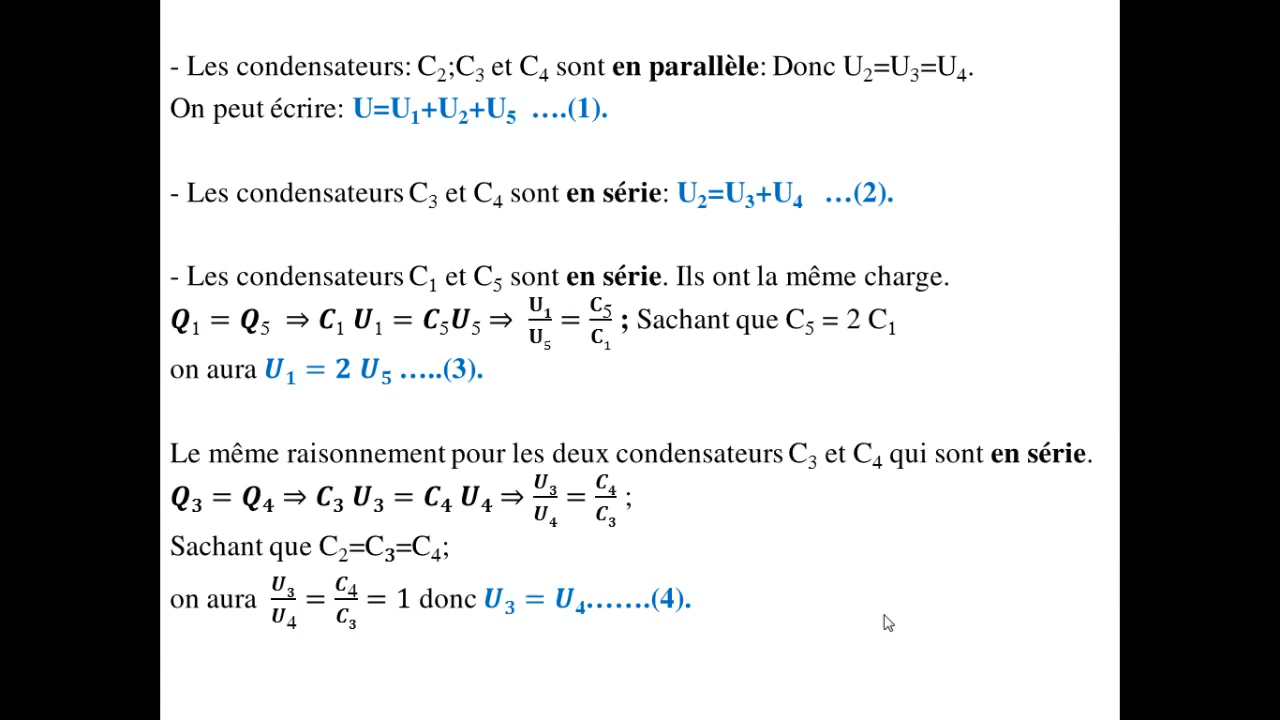 - Les condensateurs: C₂;C₃ et C₄ sont en parallèle: Donc U₂=U₃=U₄.
On peut écrire: U=U₁+U₂+U₅ ….(1).
- Les condensateurs C₃ et C₄ sont en série: U₂=U₃+U₄ …(2).
- Les condensateurs C₁ et C₅ sont en série. Ils ont la même charge.
Q₁ = Q₅ ⇒ C₁ U₁ = C₅U₅ ⇒ U₁/U₅ = C₅/C₁ ; Sachant que C₅ = 2 C₁
on aura U₁ = 2 U₅ …..(3).
Le même raisonnement pour les deux condensateurs C₃ et C₄ qui sont en série.
Q₃ = Q₄ ⇒ C₃ U₃ = C₄ U₄ ⇒ U₃/U₄ = C₄/C₃ ;
Sachant que C₂=C₃=C₄;
on aura U₃/U₄ = C₄/C₃ = 1 donc U₃ = U₄…….(4).